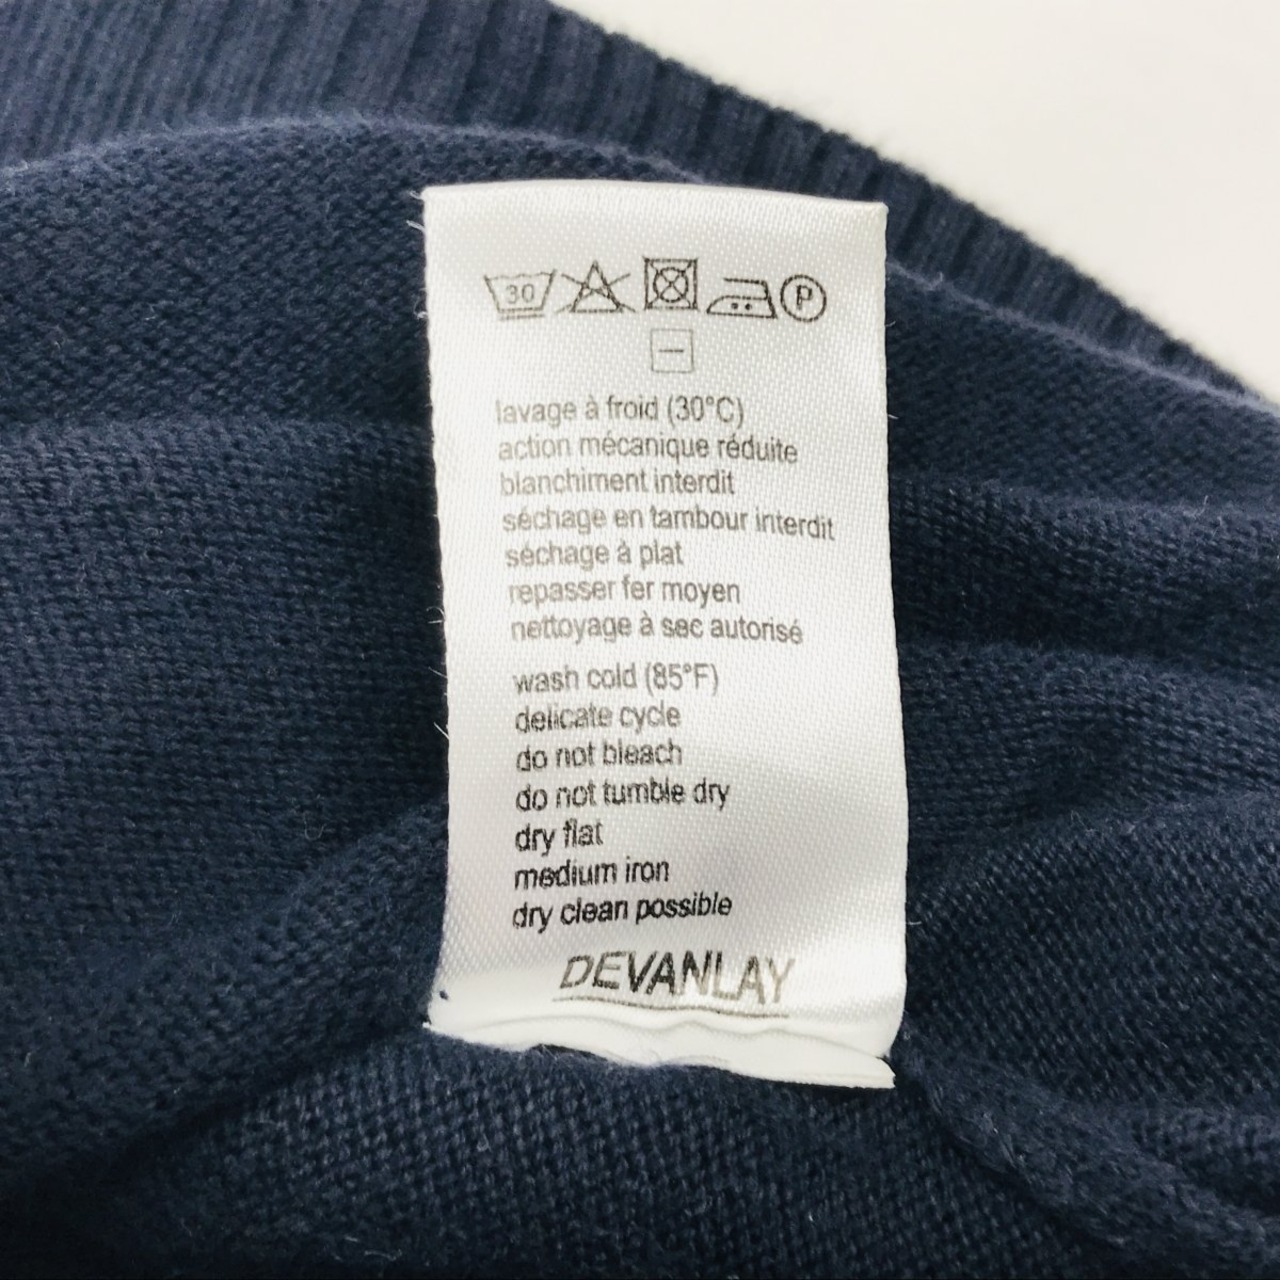 30 P
lavage à froid (30°C)
action mécanique réduite
blanchiment interdit
séchage en tambour interdit
séchage à plat
repasser fer moyen
nettoyage à sec autorisé
wash cold (85°F)
delicate cycle
do not bleach
do not tumble dry
dry flat
medium iron
dry clean possible
DEVANLAY